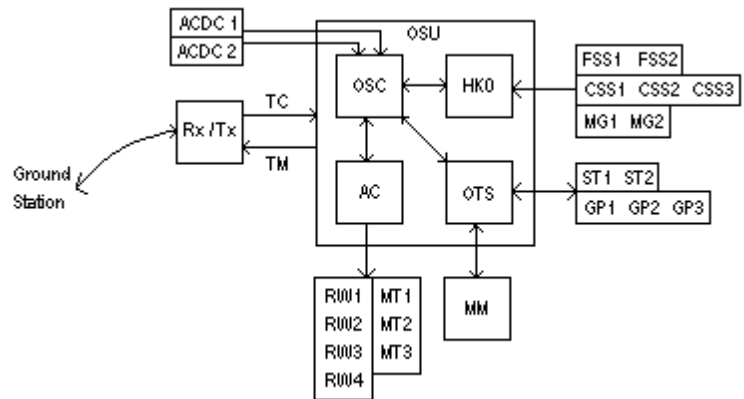 ACDC 1
ACDC 2
OSU
OSC
HK0
FSS1 FSS2
CSS1 CSS2 CSS3
MG1 MG2
TC
Rx /Tx
TM
Ground
Station
AC
OTS
ST1 ST2
GP1 GP2 GP3
RW1 MT1
RW2 MT2
RW3 MT3
RW4
MM